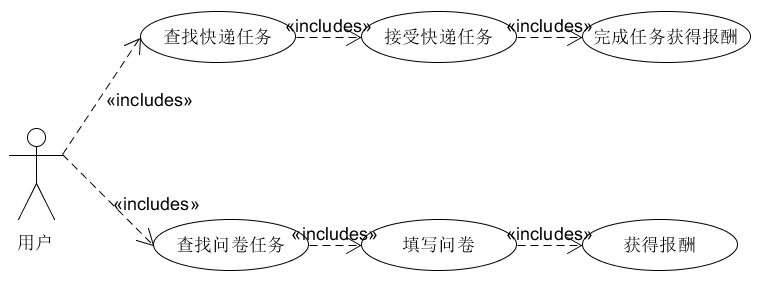 查找快递任务
«includes»
接受快递任务
«includes»
完成任务获得报酬
«includes»
用户
«includes»
查找问卷任务
«includes»
填写问卷
«includes»
获得报酬